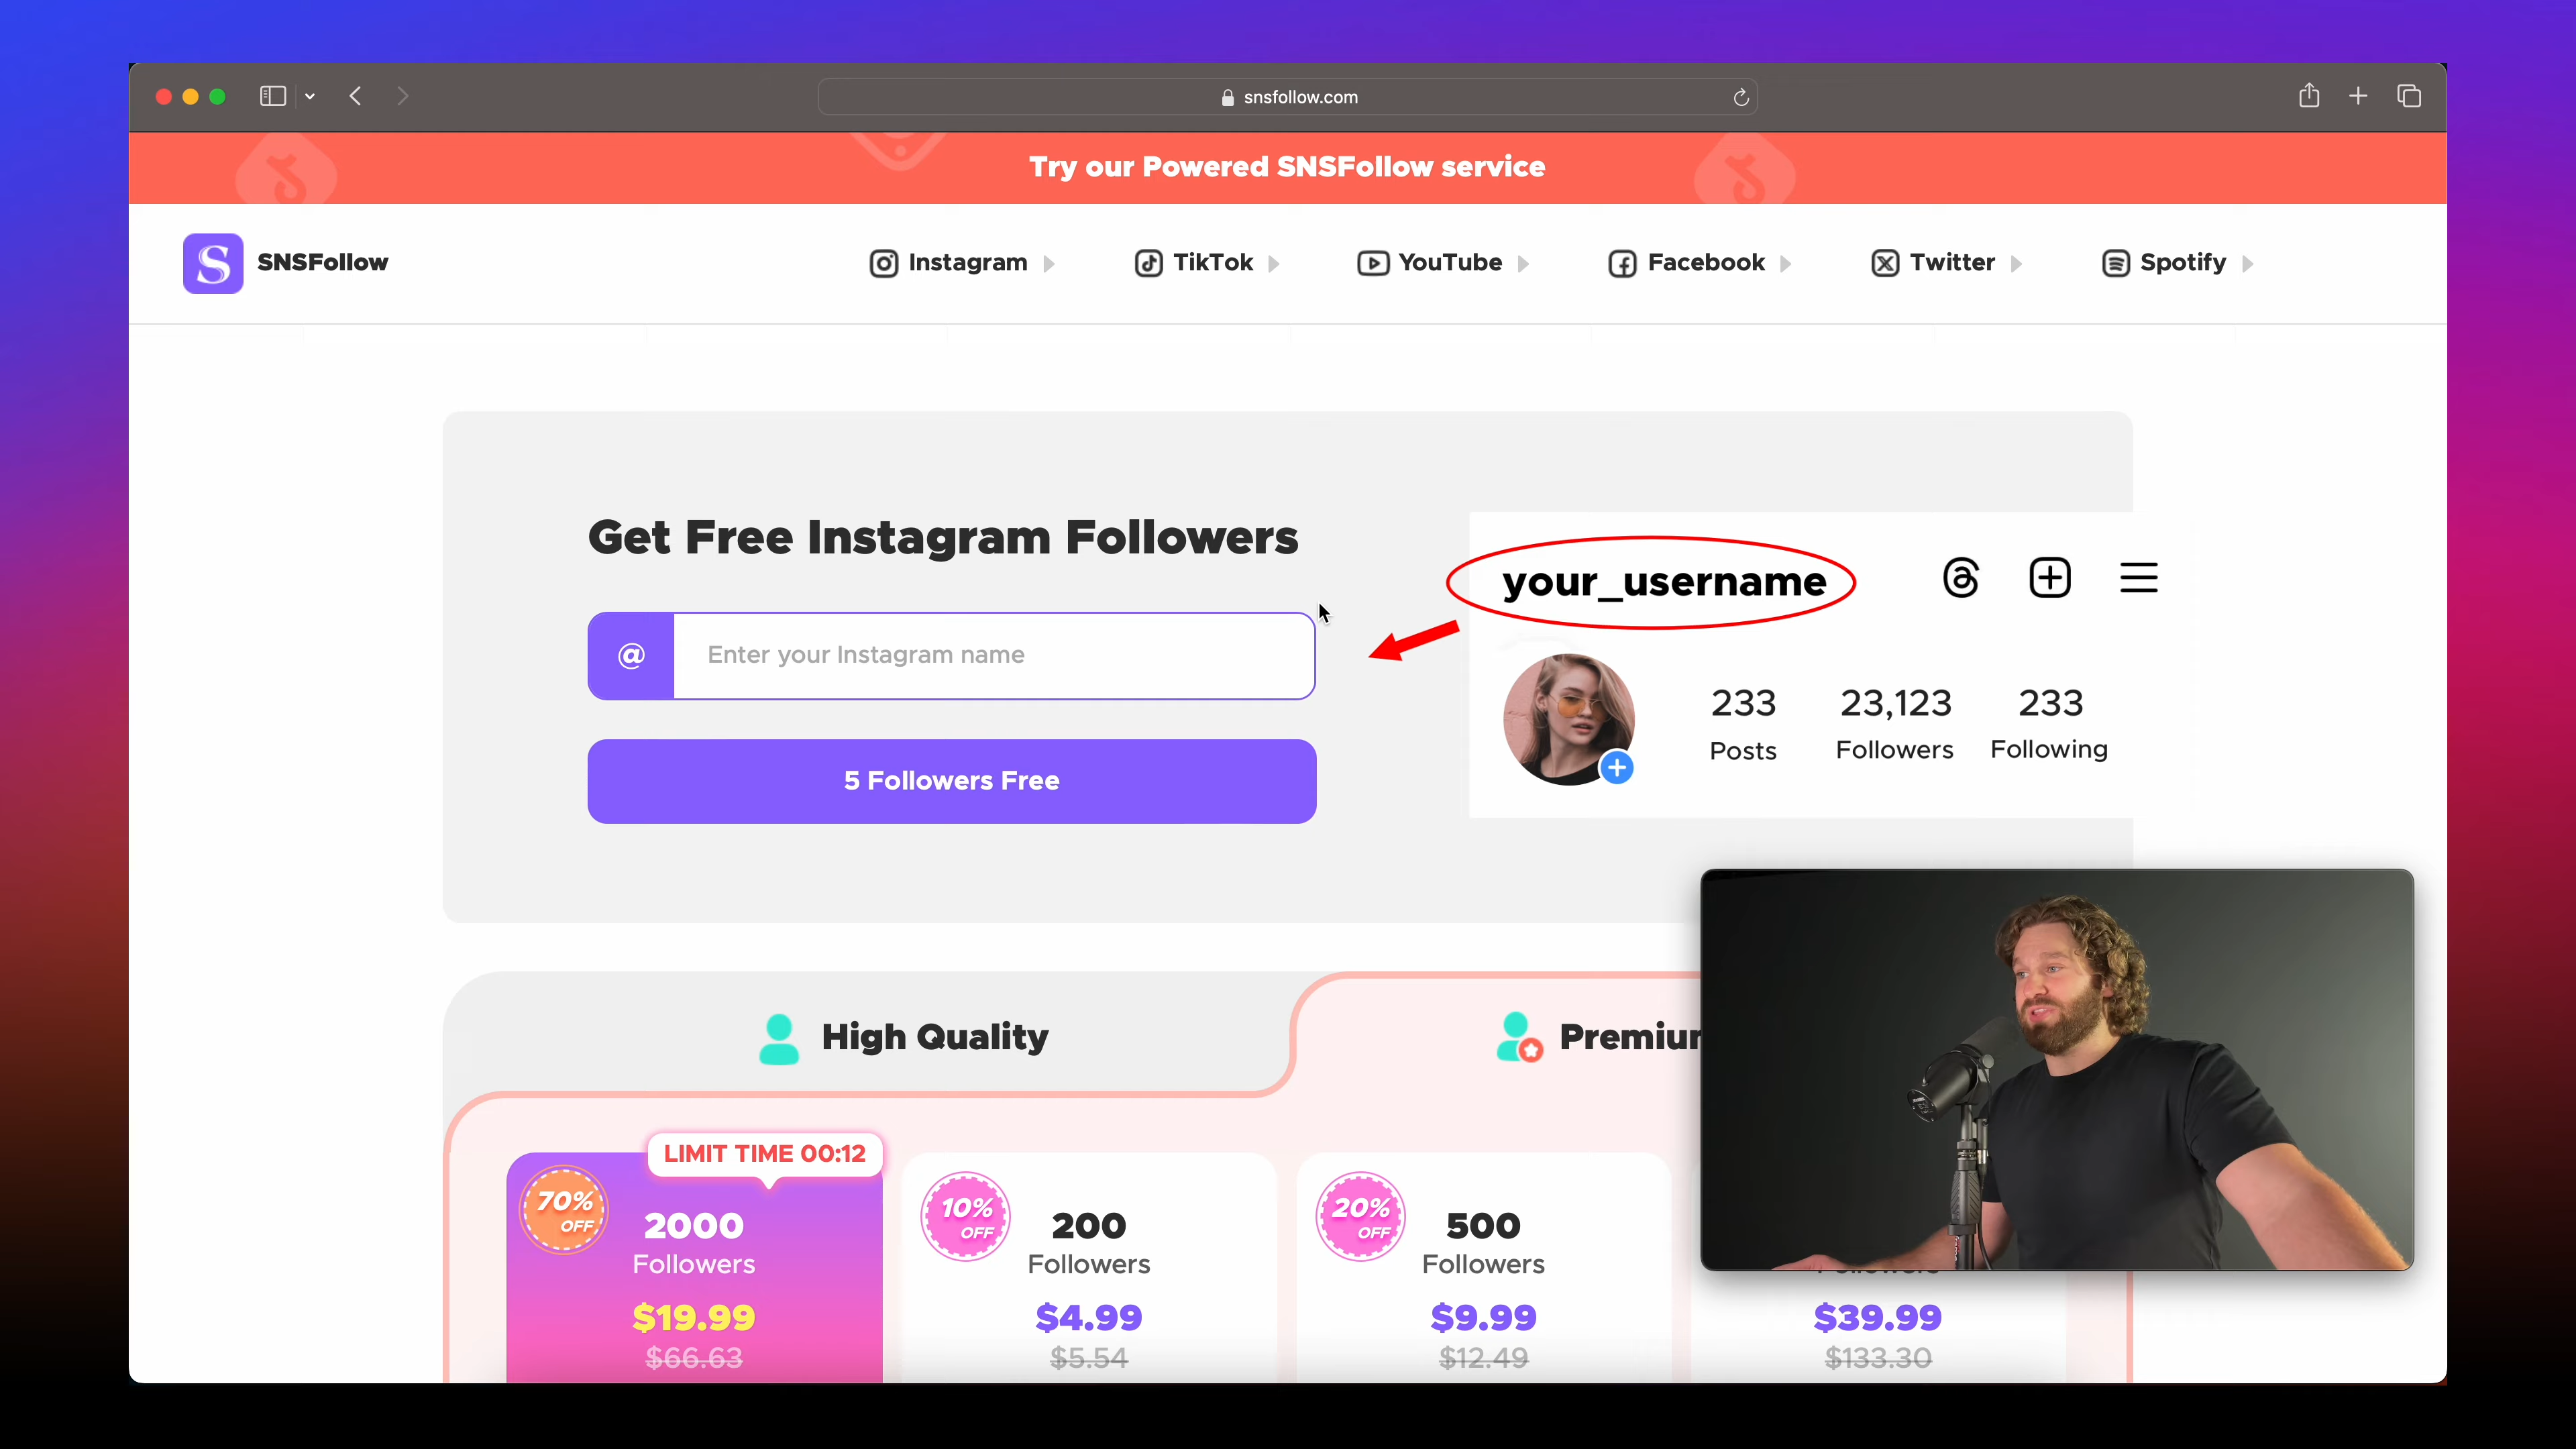 snsfollow.com
Try our Powered SNSFollow service
S SNSFollow
Instagram
TikTok
YouTube
Facebook
Twitter
Spotify
Get Free Instagram Followers
@ Enter your Instagram name
5 Followers Free
your_username
233
Posts
23,123
Followers
233
Following
High Quality
LIMIT TIME 00:12
70%
OFF
2000
Followers
$19.99
$66.63
10%
OFF
200
Followers
$4.99
$5.54
20%
OFF
500
Followers
$9.99
$12.49
$39.99
$133.30